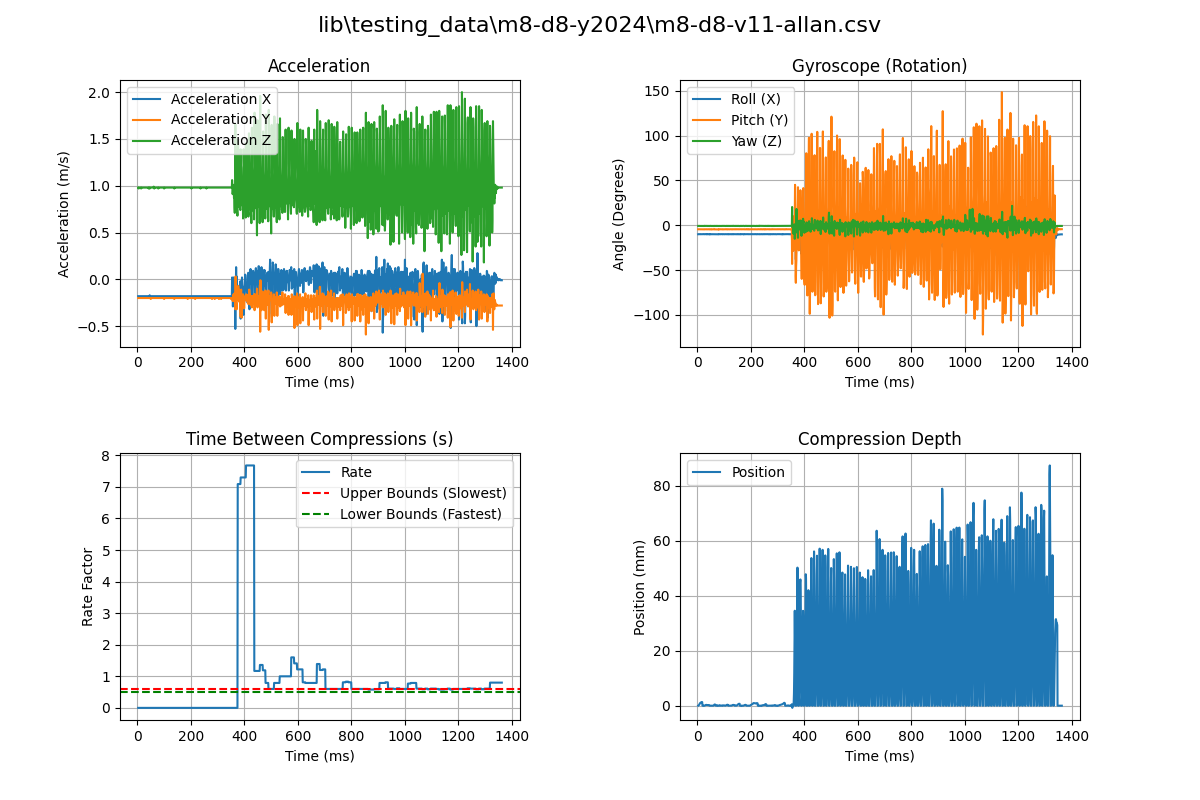 lib\testing_data\m8-d8-y2024\m8-d8-v11-allan.csv
Acceleration
Acceleration X
Acceleration Y
Acceleration Z
Acceleration (m/s)
2.0
1.5
1.0
0.5
0.0
−0.5
0 200 400 600 800 1000 1200 1400
Time (ms)
Gyroscope (Rotation)
Roll (X)
Pitch (Y)
Yaw (Z)
Angle (Degrees)
150
100
50
0
−50
−100
0 200 400 600 800 1000 1200 1400
Time (ms)
Time Between Compressions (s)
Rate
Upper Bounds (Slowest)
Lower Bounds (Fastest)
Rate Factor
8
7
6
5
4
3
2
1
0
0 200 400 600 800 1000 1200 1400
Time (ms)
Compression Depth
Position
Position (mm)
80
60
40
20
0
0 200 400 600 800 1000 1200 1400
Time (ms)